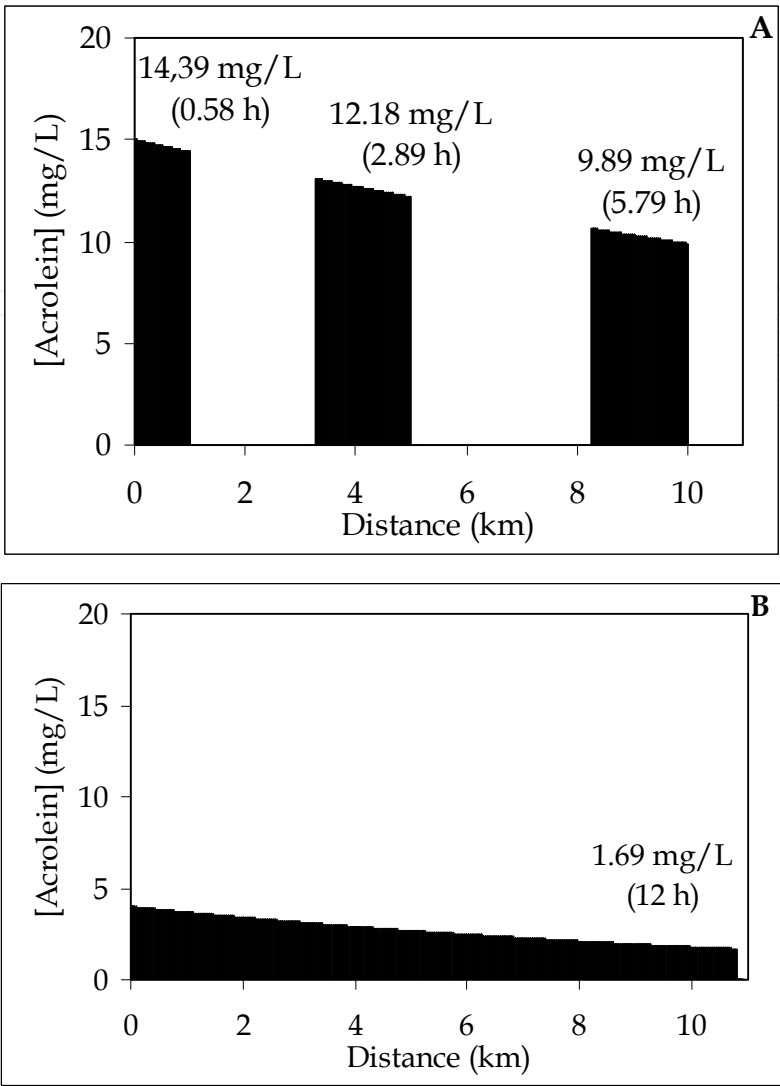 A
20
14,39 mg/L
(0.58 h)
12.18 mg/L
(2.89 h)
9.89 mg/L
(5.79 h)
15
10
5
0
[Acrolein] (mg/L)
0 2 4 6 8 10
Distance (km)
B
20
15
10
5
0
[Acrolein] (mg/L)
1.69 mg/L
(12 h)
0 2 4 6 8 10
Distance (km)